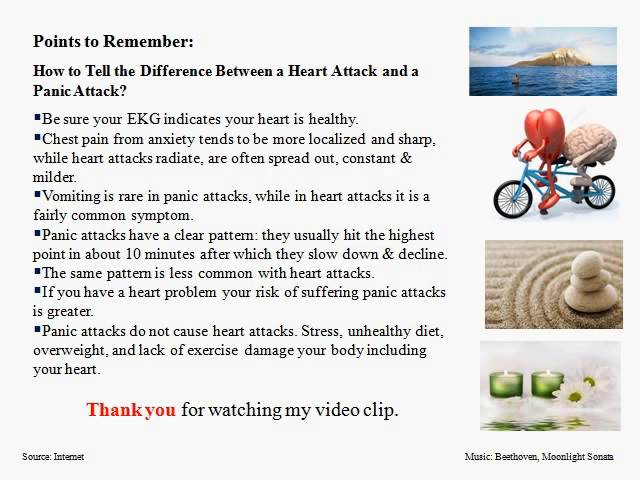 Points to Remember:
How to Tell the Difference Between a Heart Attack and a
Panic Attack?
▪Be sure your EKG indicates your heart is healthy.
▪Chest pain from anxiety tends to be more localized and sharp,
while heart attacks radiate, are often spread out, constant &
milder.
▪Vomiting is rare in panic attacks, while in heart attacks it is a
fairly common symptom.
▪Panic attacks have a clear pattern: they usually hit the highest
point in about 10 minutes after which they slow down & decline.
▪The same pattern is less common with heart attacks.
▪If you have a heart problem your risk of suffering panic attacks
is greater.
▪Panic attacks do not cause heart attacks. Stress, unhealthy diet,
overweight, and lack of exercise damage your body including
your heart.
Thank you for watching my video clip.
Source: Internet
Music: Beethoven, Moonlight Sonata